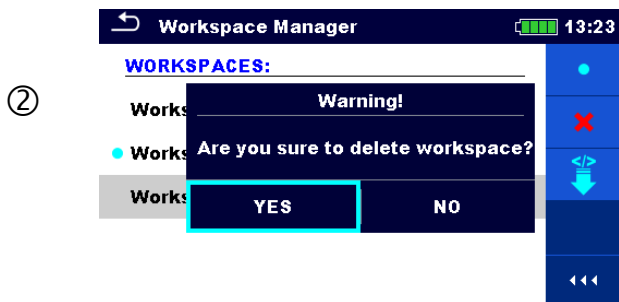 Workspace Manager 13:23
WORKSPACES:
②
Works
Works
Works
Warning!
Are you sure to delete workspace?
YES NO
</>